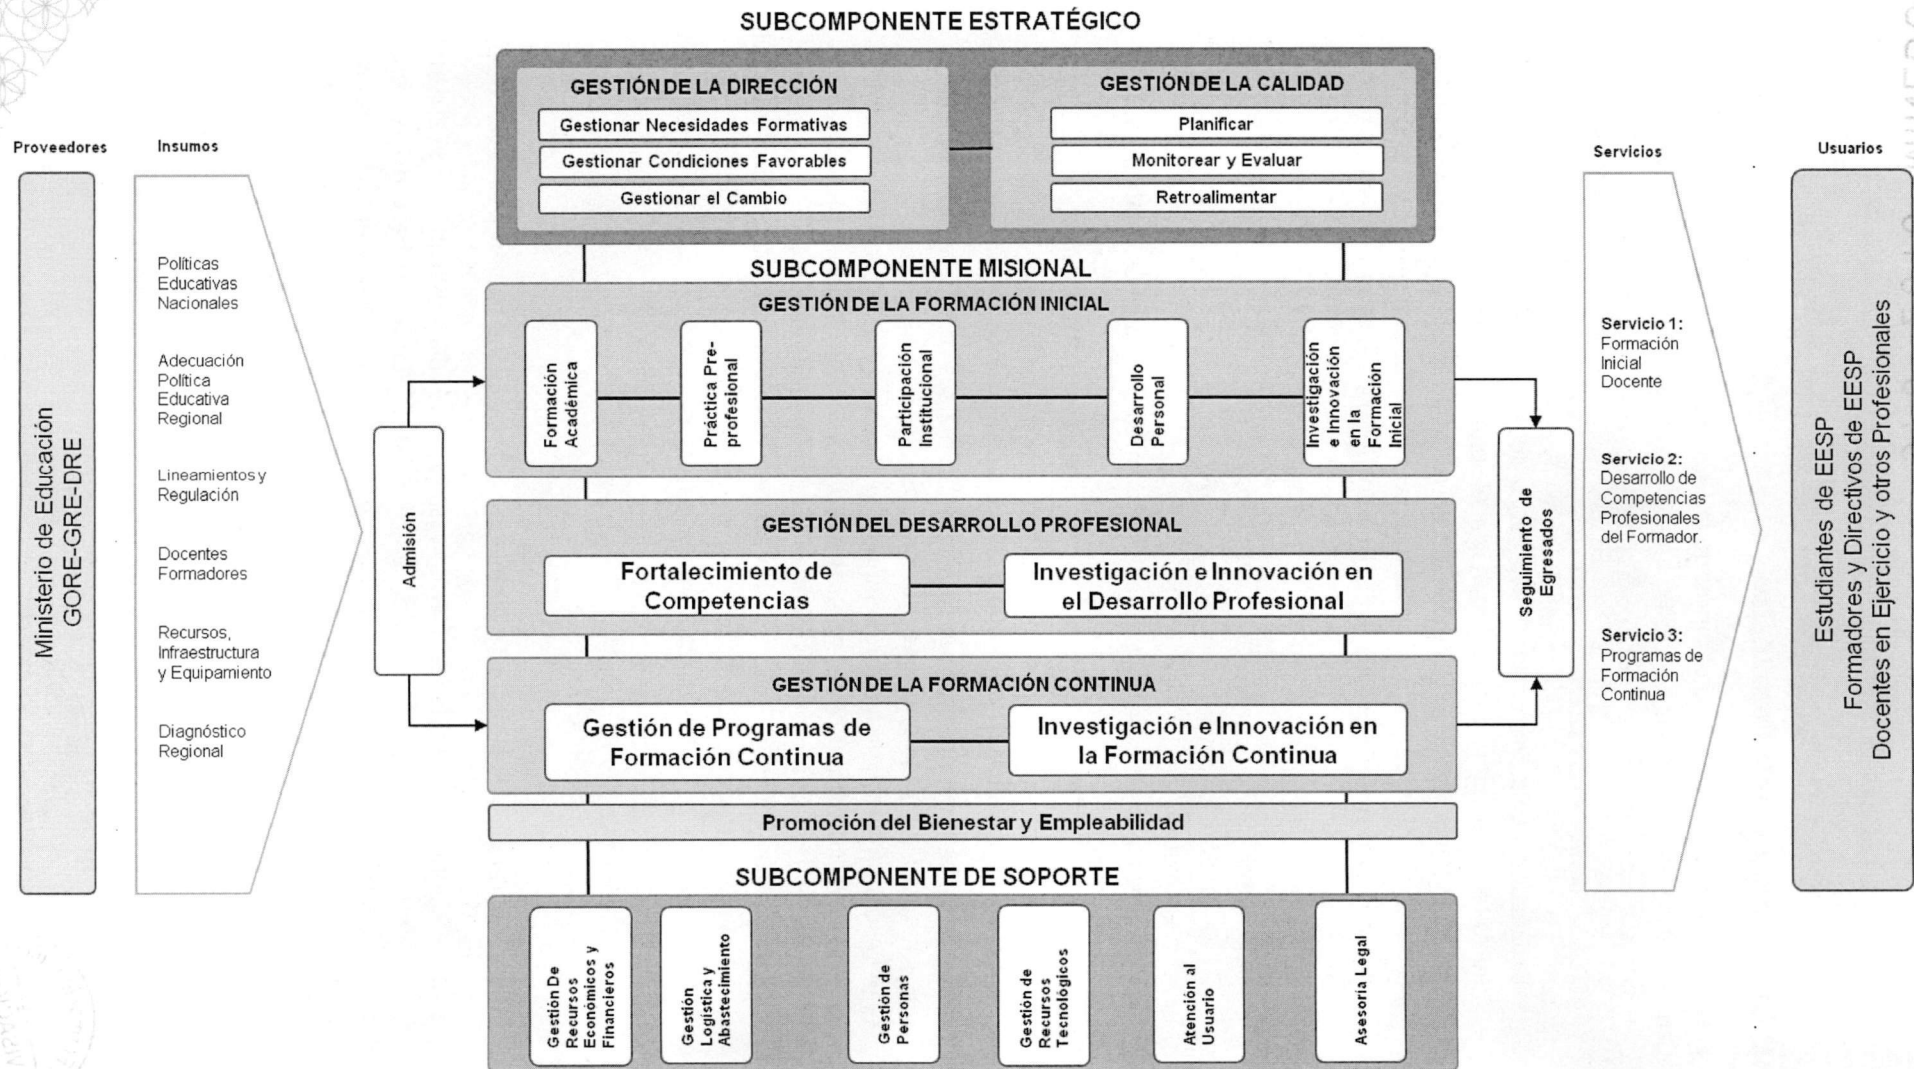 SUBCOMPONENTE ESTRATÉGICO
GESTIÓN DE LA DIRECCIÓN
Gestionar Necesidades Formativas
Gestionar Condiciones Favorables
Gestionar el Cambio
GESTIÓN DE LA CALIDAD
Planificar
Monitorear y Evaluar
Retroalimentar
Proveedores
Ministerio de Educación
GORE-GRE-DRE
Insumos
Políticas
Educativas
Nacionales
Adecuación
Política
Educativa
Regional
Lineamientos y
Regulación
Docentes
Formadores
Recursos,
Infraestructura
y Equipamiento
Diagnóstico
Regional
Admisión
SUBCOMPONENTE MISIONAL
GESTIÓN DE LA FORMACIÓN INICIAL
Formación
Académica
Práctica Pre-
profesional
Participación
Institucional
Desarrollo
Personal
Investigación
e Innovación
en la
Formación
Inicial
GESTIÓN DEL DESARROLLO PROFESIONAL
Fortalecimiento de
Competencias
Investigación e Innovación en
el Desarrollo Profesional
GESTIÓN DE LA FORMACIÓN CONTINUA
Gestión de Programas de
Formación Continua
Investigación e Innovación en
la Formación Continua
Promoción del Bienestar y Empleabilidad
SUBCOMPONENTE DE SOPORTE
Gestión De
Recursos
Económicos y
Financieros
Gestión
Logística y
Abastecimiento
Gestión de
Personas
Gestión de
Recursos
Tecnológicos
Atención al
Usuario
Asesoría Legal
Seguimiento de
Egresados
Servicios
Servicio 1:
Formación
Inicial
Docente
Servicio 2:
Desarrollo de
Competencias
Profesionales
del Formador.
Servicio 3:
Programas de
Formación
Continua
Usuarios
Estudiantes de EESP
Formadores y Directivos de EESP
Docentes en Ejercicio y otros Profesionales